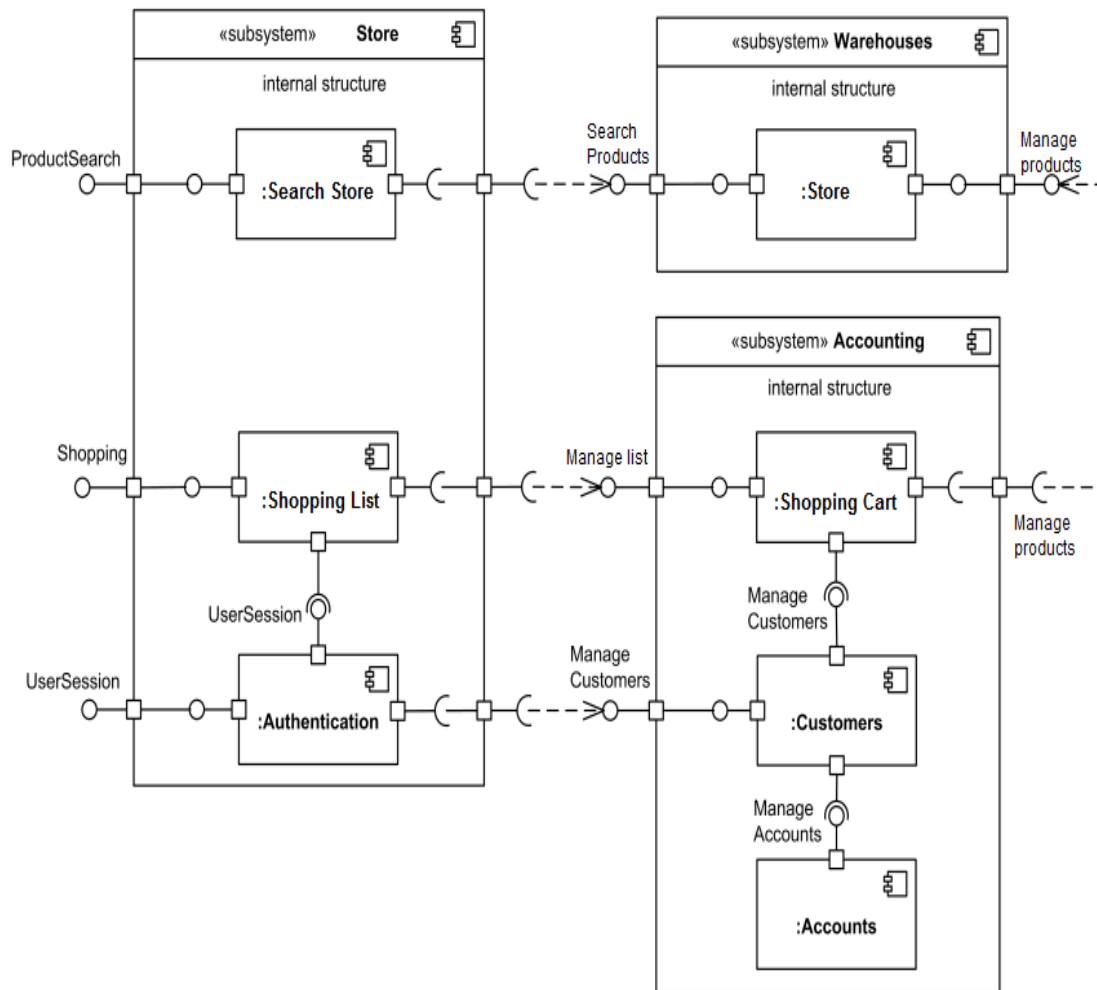 «subsystem» Store
internal structure
ProductSearch
:Search Store
Search
Products
«subsystem» Warehouses
internal structure
:Store
Manage
products
Shopping
:Shopping List
UserSession
UserSession
:Authentication
Manage list
Manage
Customers
«subsystem» Accounting
internal structure
:Shopping Cart
Manage
products
Manage
Customers
:Customers
Manage
Accounts
:Accounts